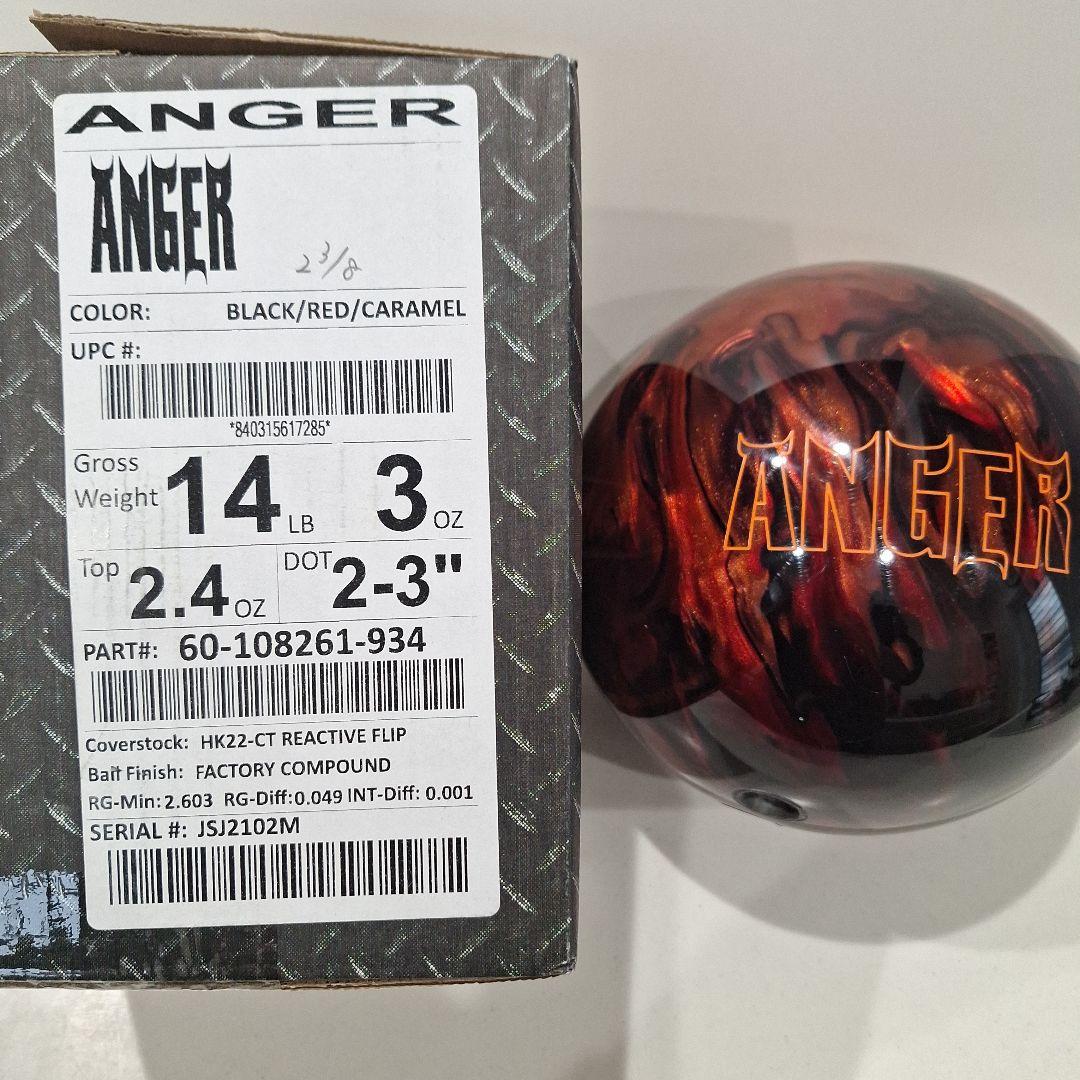 ANGER
ANGER
2 3/8
COLOR: BLACK/RED/CARAMEL
UPC #:
*840315617285*
Gross Weight 14 LB 3 OZ
Top 2.4 OZ DOT 2-3"
PART#: 60-108261-934
Coverstock: HK22-CT REACTIVE FLIP
Ball Finish: FACTORY COMPOUND
RG-Min: 2.603 RG-Diff: 0.049 INT-Diff: 0.001
SERIAL #: JSJ2102M
ANGER